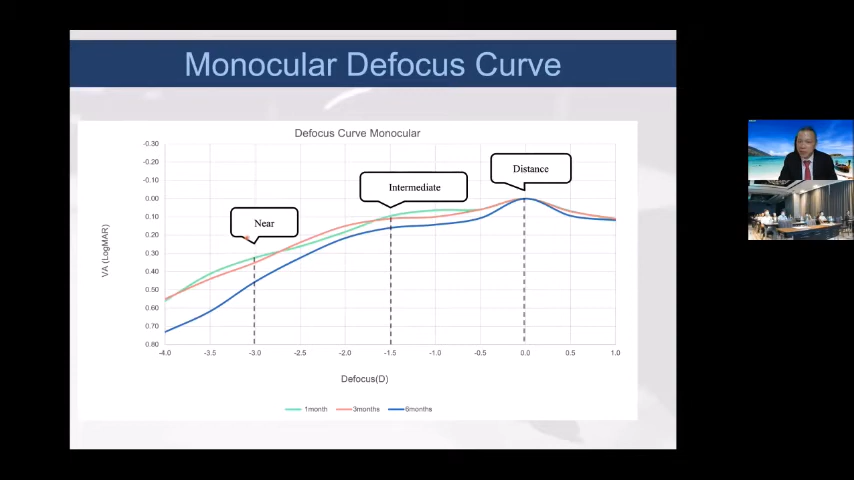 Monocular Defocus Curve
Defocus Curve Monocular
-0.30
-0.20
-0.10
0.00
0.10
0.20
0.30
0.40
0.50
0.60
0.70
0.80
VA (LogMAR)
Near
Intermediate
Distance
-4.0 -3.5 -3.0 -2.5 -2.0 -1.5 -1.0 -0.5 0.0 0.5 1.0
Defocus(D)
1month 3months 6months